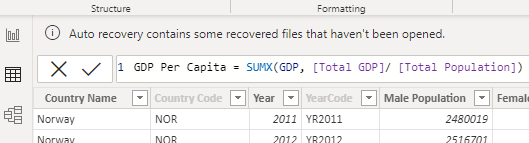 Structure Formatting
Auto recovery contains some recovered files that haven't been opened.
1 GDP Per Capita = SUMX(GDP, [Total GDP]/ [Total Population])
Country Name Country Code Year YearCode Male Population
Norway NOR 2011 YR2011 2480019
Norway NOR 2012 YR2012 2516701